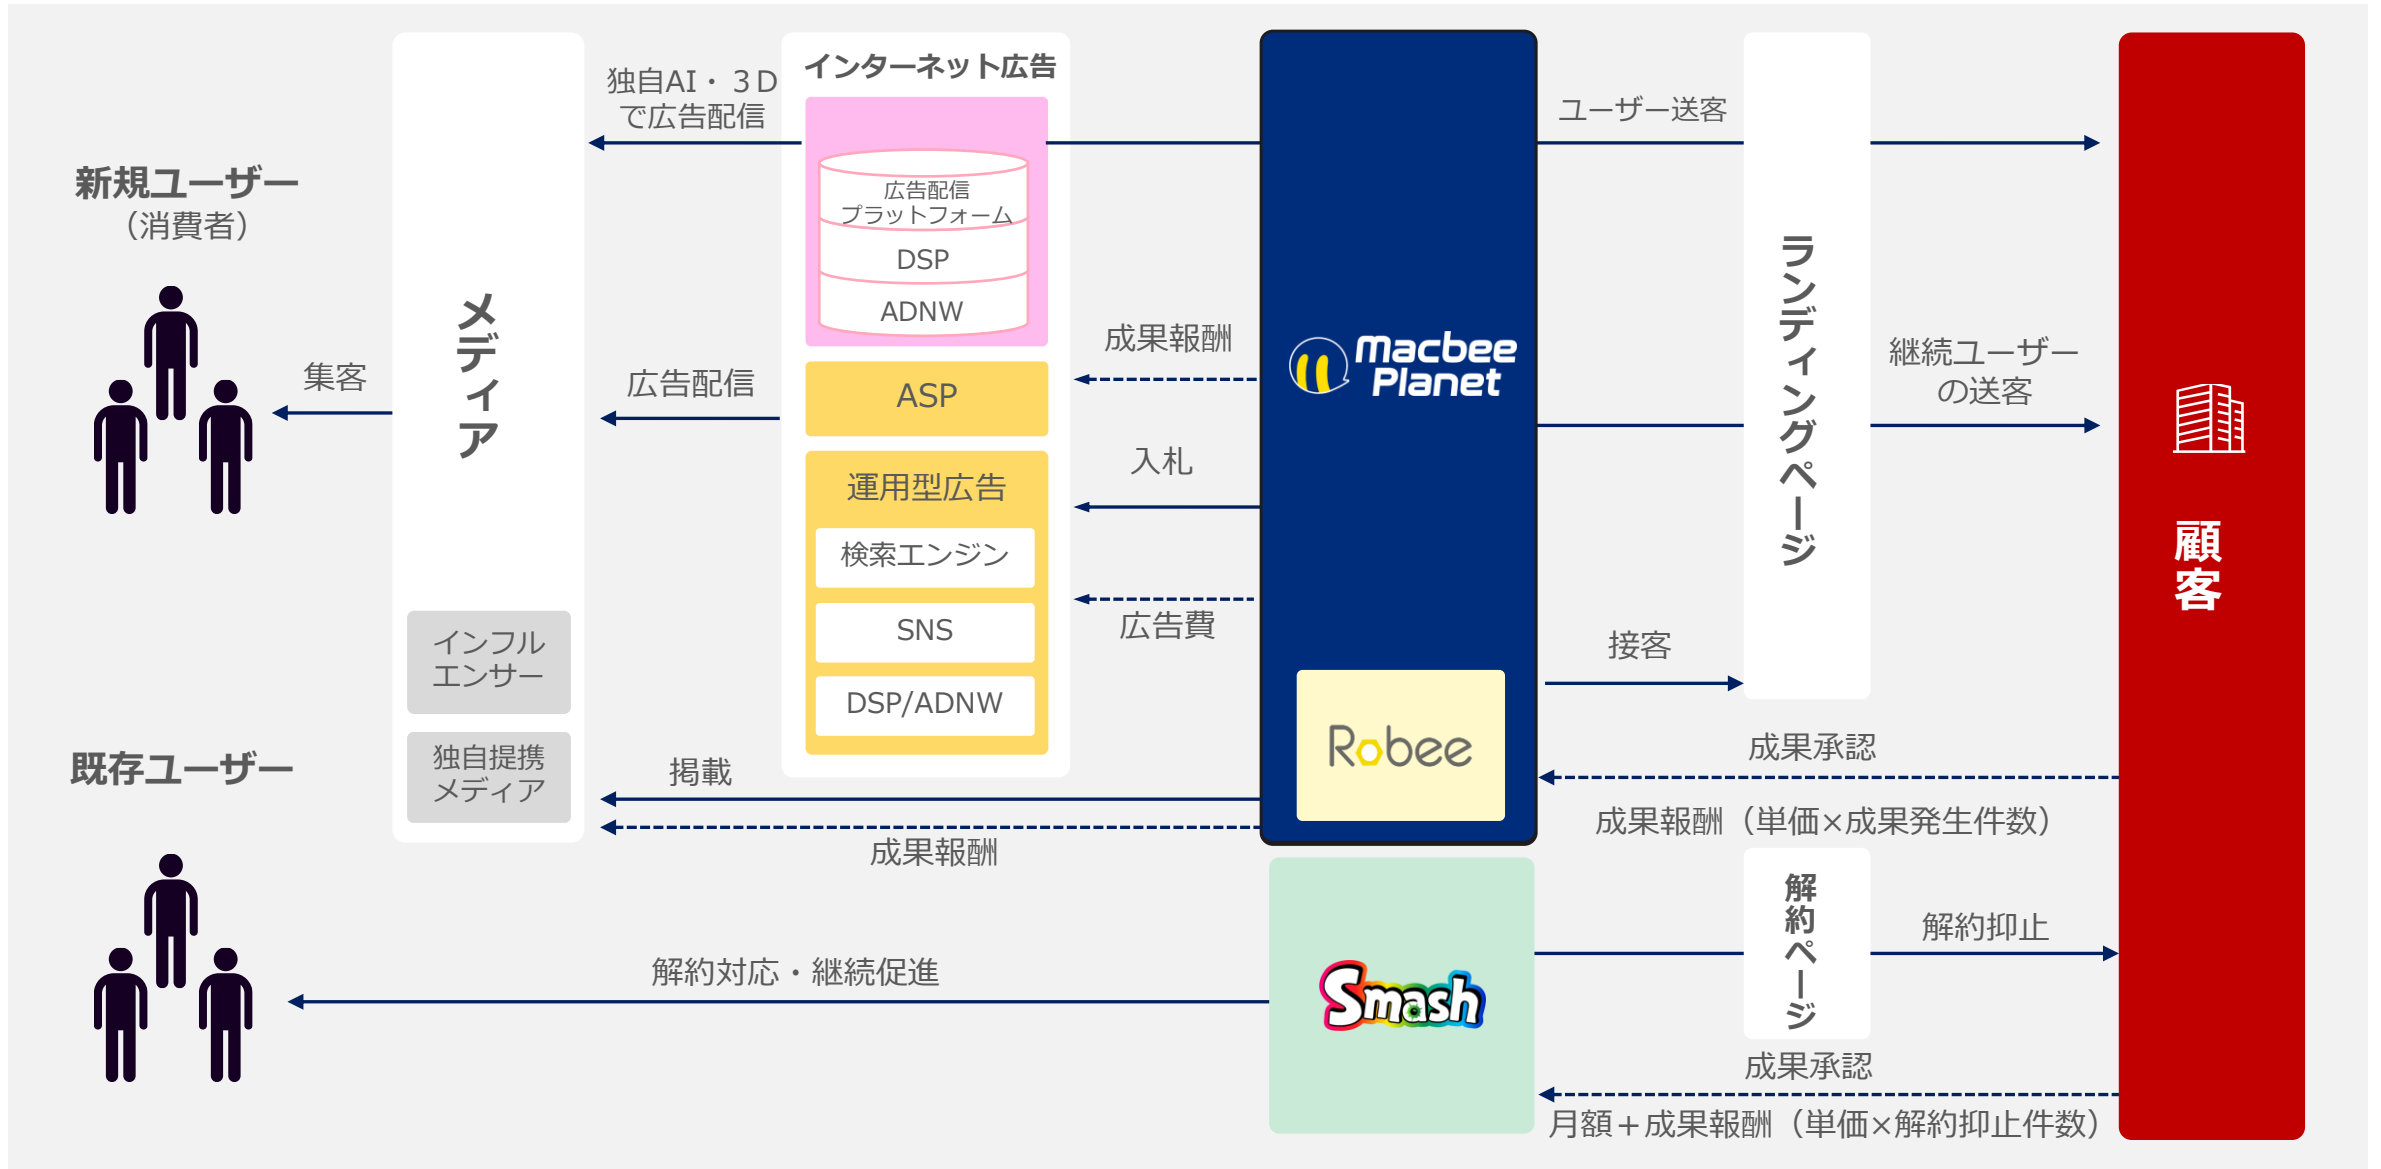 新規ユーザー
（消費者）
集客
メディア
インフル
エンサー
独自提携
メディア
既存ユーザー
独自AI・３D
で広告配信
広告配信
インターネット広告
広告配信
プラットフォーム
DSP
ADNW
ASP
運用型広告
検索エンジン
SNS
DSP/ADNW
掲載
成果報酬
成果報酬
入札
広告費
Macbee
Planet
Robee
ユーザー送客
ランディングページ
継続ユーザー
の送客
接客
成果承認
成果報酬（単価×成果発生件数）
顧客
解約対応・継続促進
Smash
解約ページ
解約抑止
成果承認
月額＋成果報酬（単価×解約抑止件数）